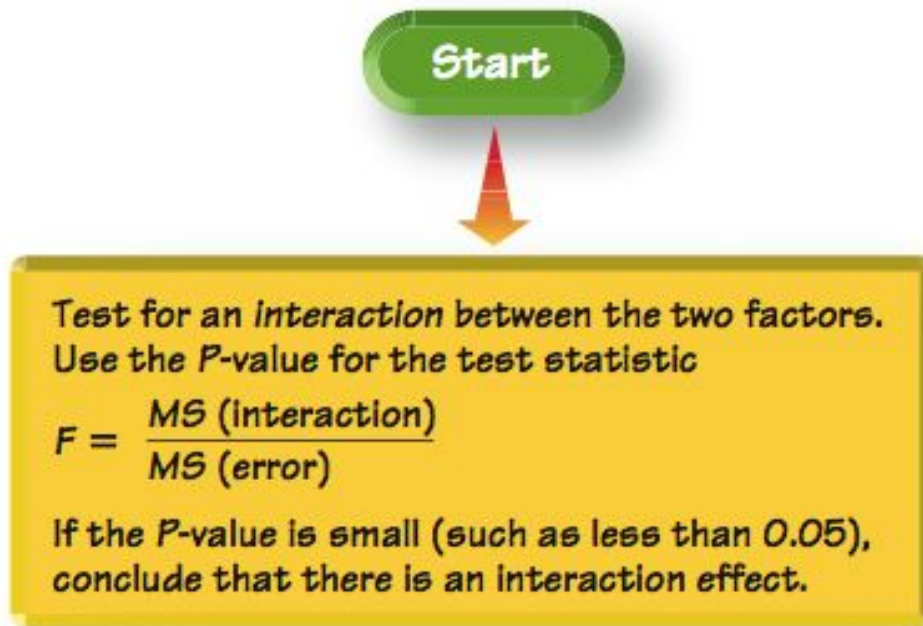 Start
Test for an interaction between the two factors.
Use the P-value for the test statistic
F = MS (interaction)
MS (error)
If the P-value is small (such as less than 0.05),
conclude that there is an interaction effect.